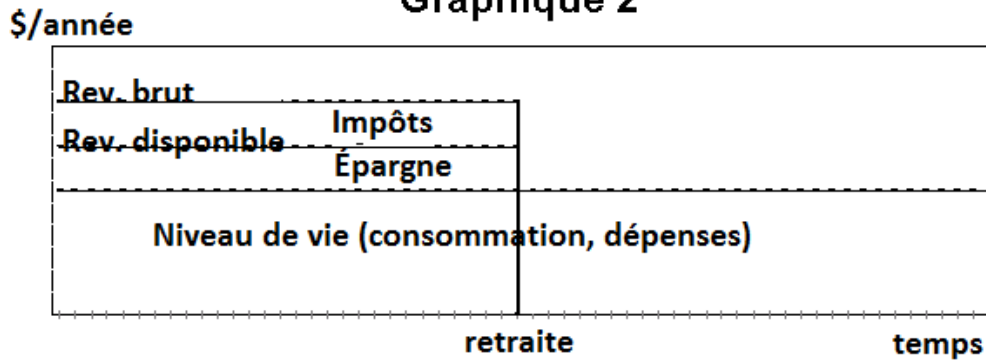 Graphique 2
$/année
Rev. brut
Impôts
Rev. disponible
Épargne
Niveau de vie (consommation, dépenses)
retraite
temps